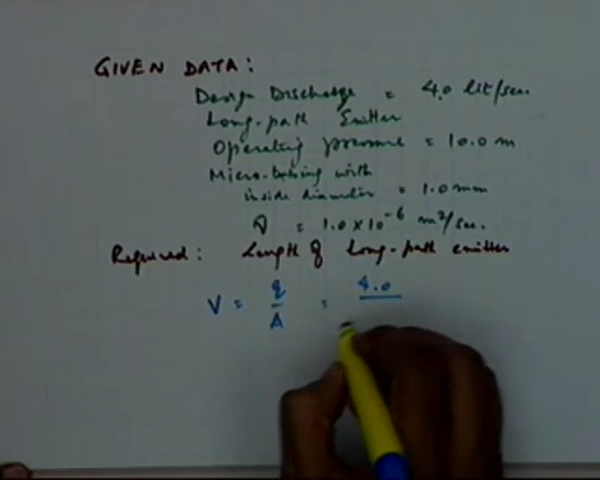 GIVEN DATA:
Design Discharge = 4.0 lit/sec.
Long-path Emitter
Operating pressure = 10.0 m
Micro-tubing with
inside diameter = 1.0 mm
ν = 1.0 × 10⁻⁶ m²/sec.
Required: Length of Long-path emitter
V = q/A = 4.0